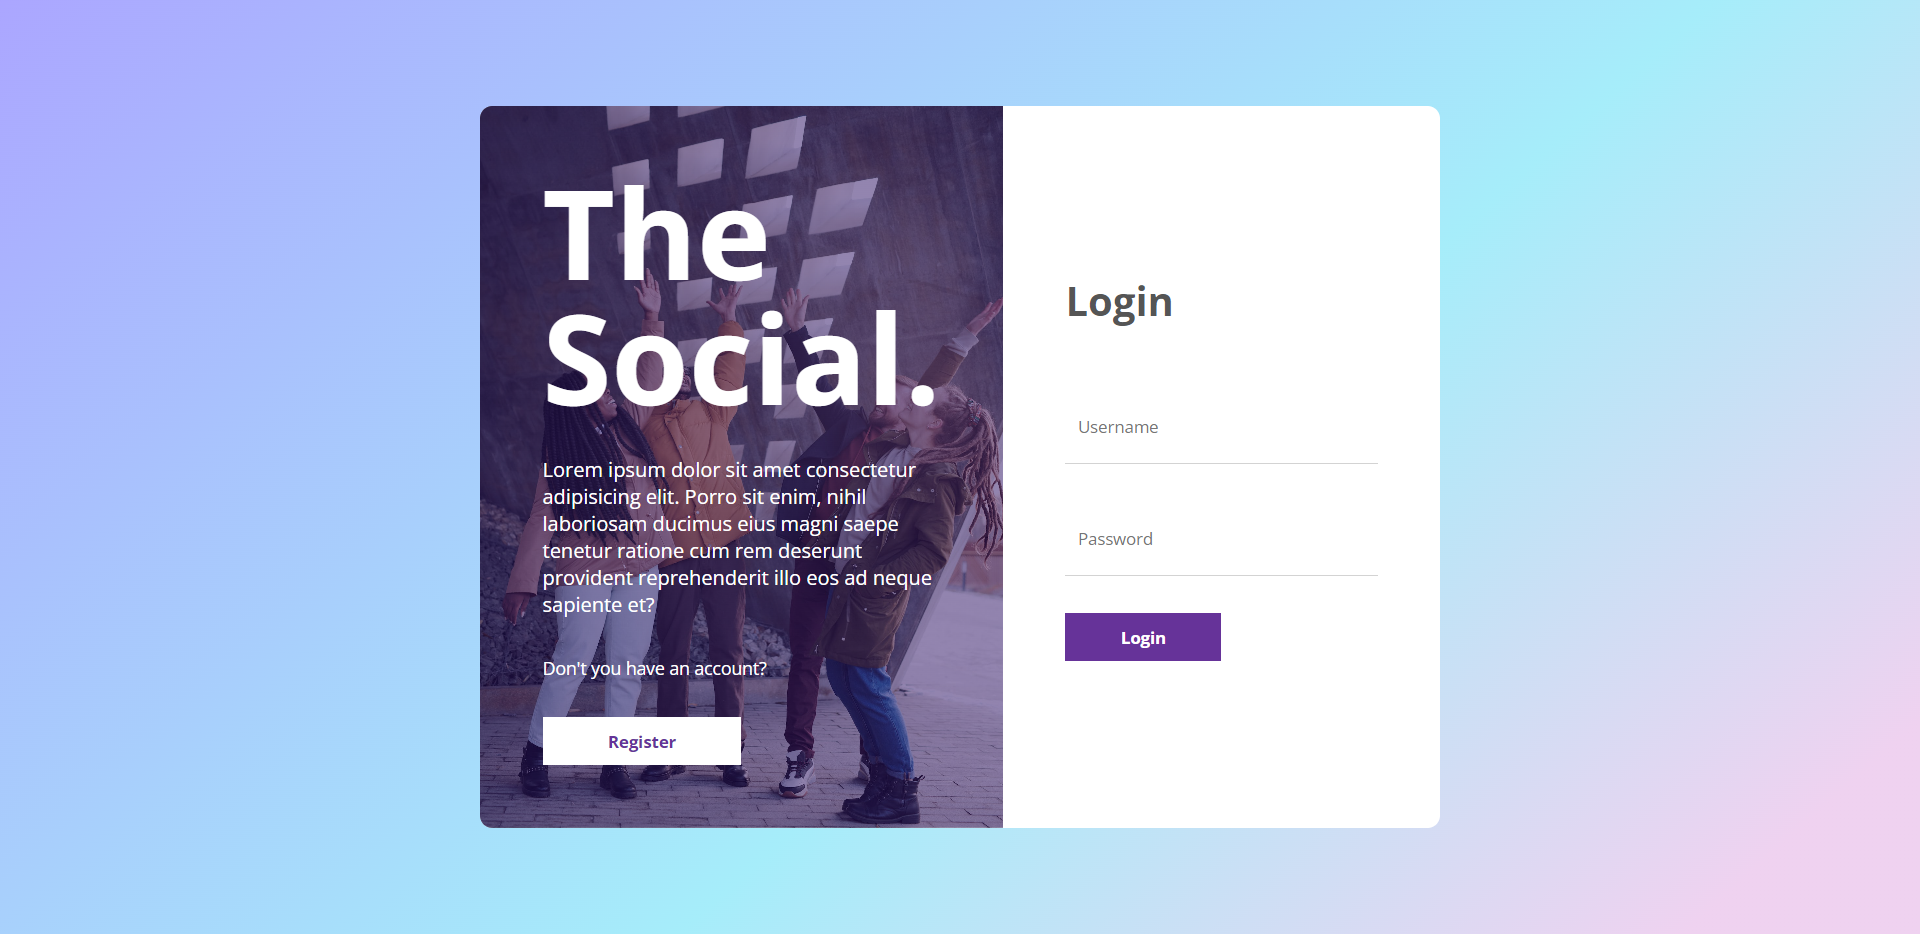 The
Social.
Lorem ipsum dolor sit amet consectetur
adipisicing elit. Porro sit enim, nihil
laboriosam ducimus eius magni saepe
tenetur ratione cum rem deserunt
provident reprehenderit illo eos ad neque
sapiente et?
Don't you have an account?
Register
Login
Username
Password
Login